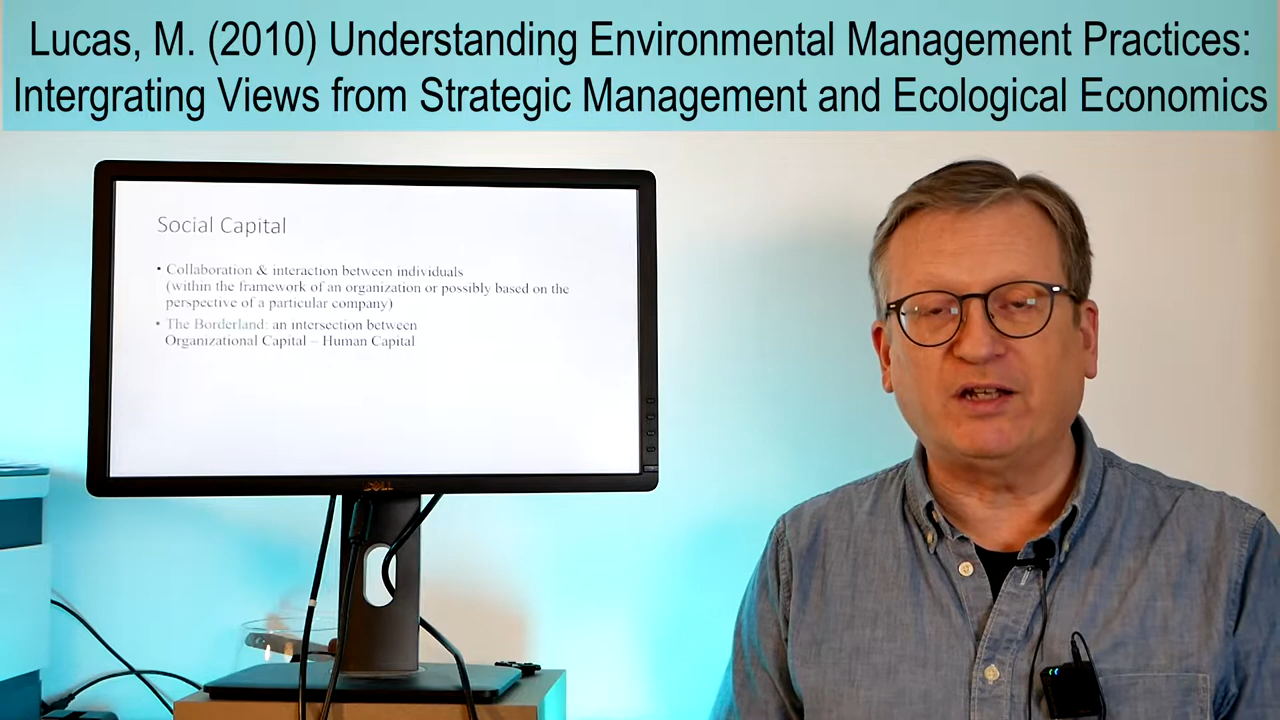 Lucas, M. (2010) Understanding Environmental Management Practices:
Intergrating Views from Strategic Management and Ecological Economics
Social Capital
• Collaboration & interaction between individuals
(within the framework of an organization or possibly based on the
perspective of a particular company)
• The Borderland: an intersection between
Organizational Capital – Human Capital
DELL